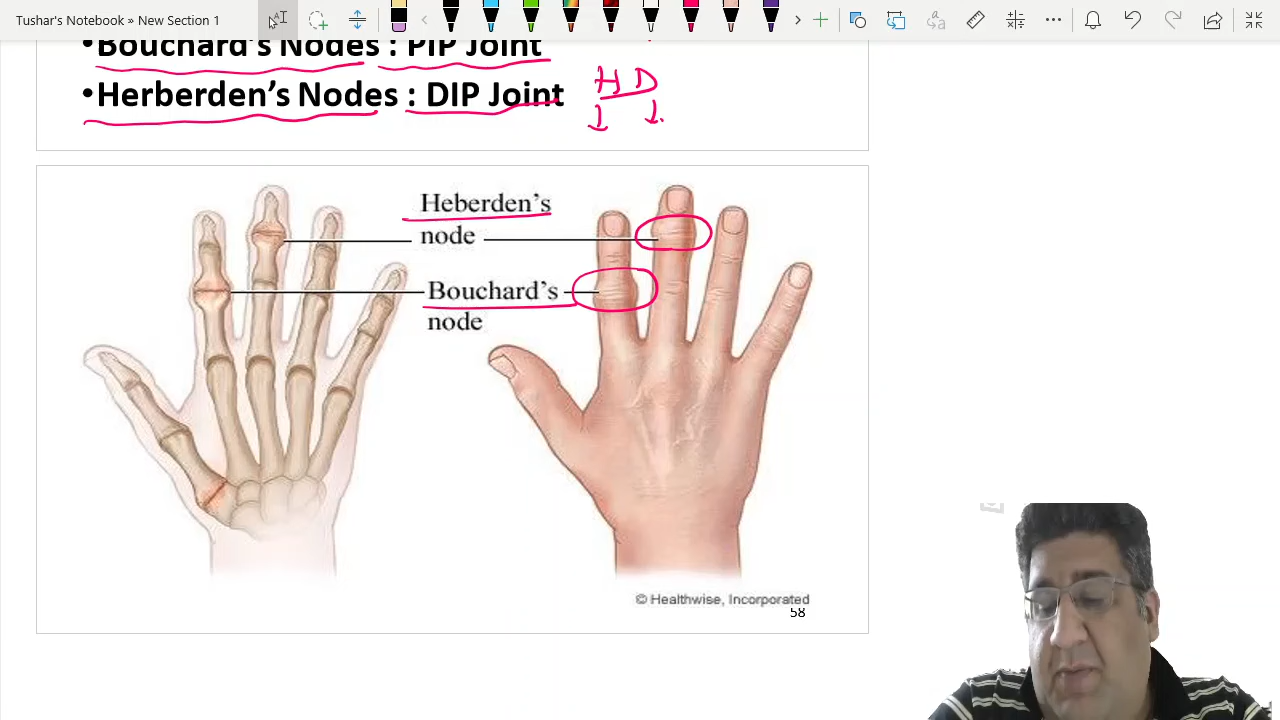 Tushar's Notebook » New Section 1
•Bouchard's Nodes : PIP Joint
•Herberden's Nodes : DIP Joint
H D
Heberden's
node
Bouchard's
node
© Healthwise, Incorporated
58